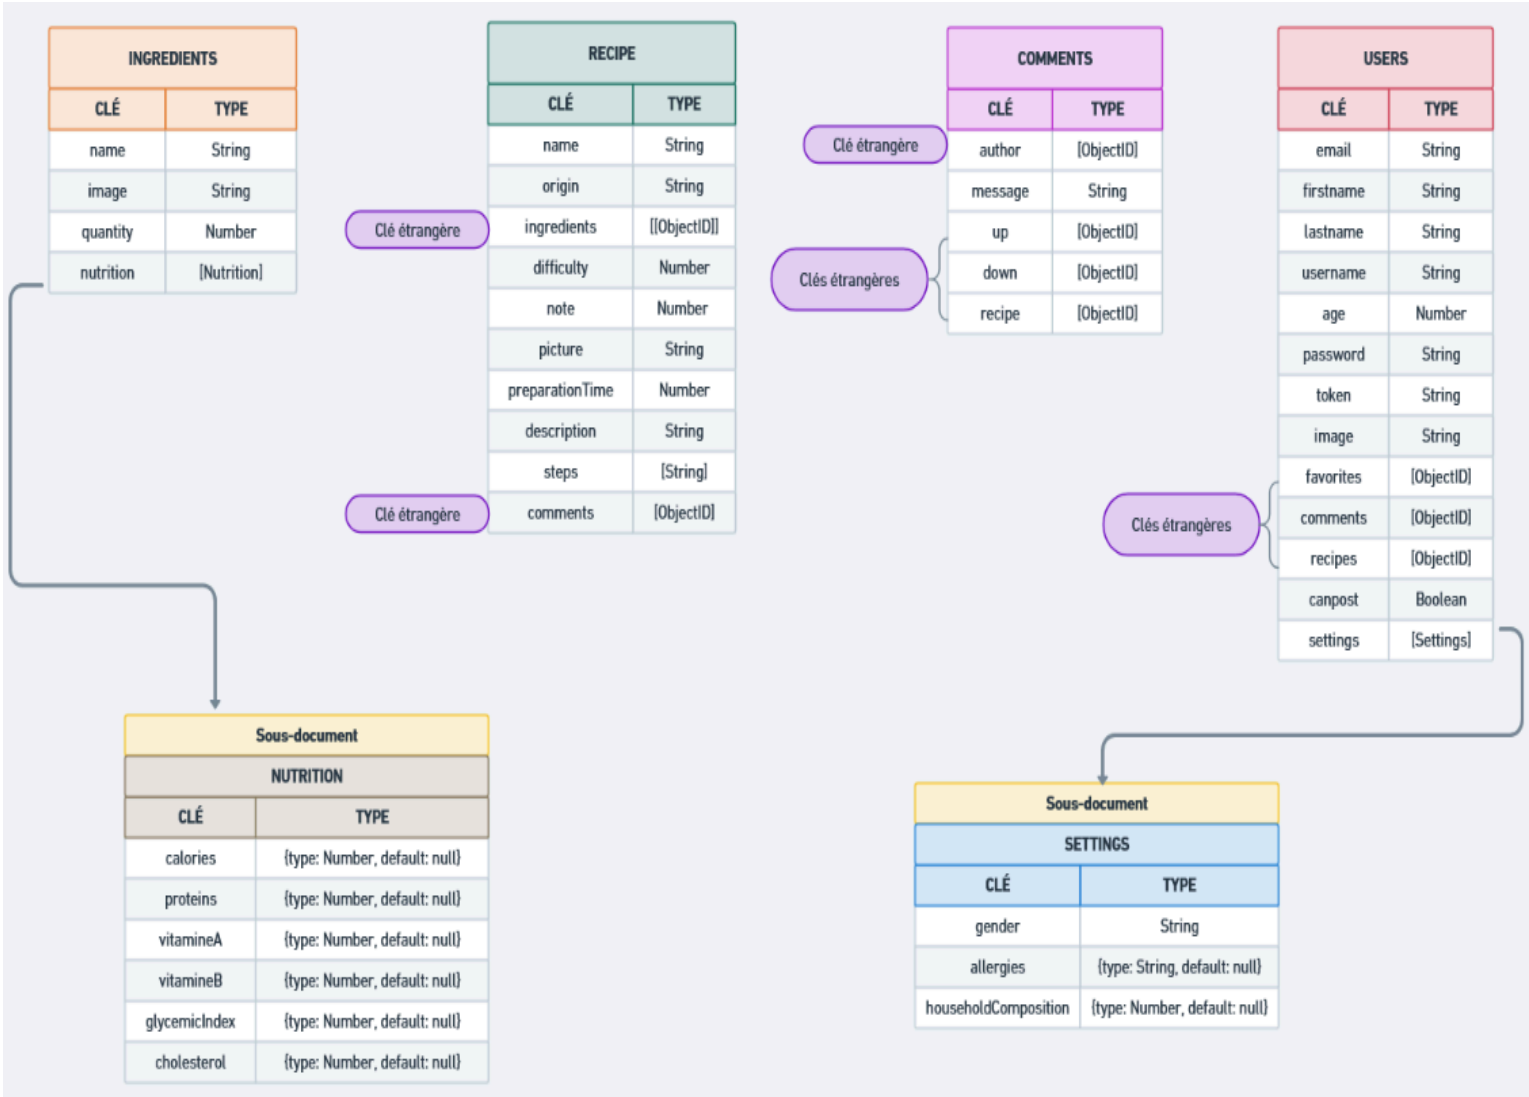 INGREDIENTS
CLÉ TYPE
name String
image String
quantity Number
nutrition [Nutrition]
RECIPE
CLÉ TYPE
name String
origin String
Clé étrangère ingredients [[ObjectID]]
difficulty Number
note Number
picture String
preparationTime Number
description String
steps [String]
Clé étrangère comments [ObjectID]
COMMENTS
CLÉ TYPE
Clé étrangère author [ObjectID]
message String
Clés étrangères
up [ObjectID]
down [ObjectID]
recipe [ObjectID]
USERS
CLÉ TYPE
email String
firstname String
lastname String
username String
age Number
password String
token String
image String
Clés étrangères
favorites [ObjectID]
comments [ObjectID]
recipes [ObjectID]
canpost Boolean
settings [Settings]
Sous-document
NUTRITION
CLÉ TYPE
calories {type: Number, default: null}
proteins {type: Number, default: null}
vitamineA {type: Number, default: null}
vitamineB {type: Number, default: null}
glycemicIndex {type: Number, default: null}
cholesterol {type: Number, default: null}
Sous-document
SETTINGS
CLÉ TYPE
gender String
allergies {type: String, default: null}
householdComposition {type: Number, default: null}